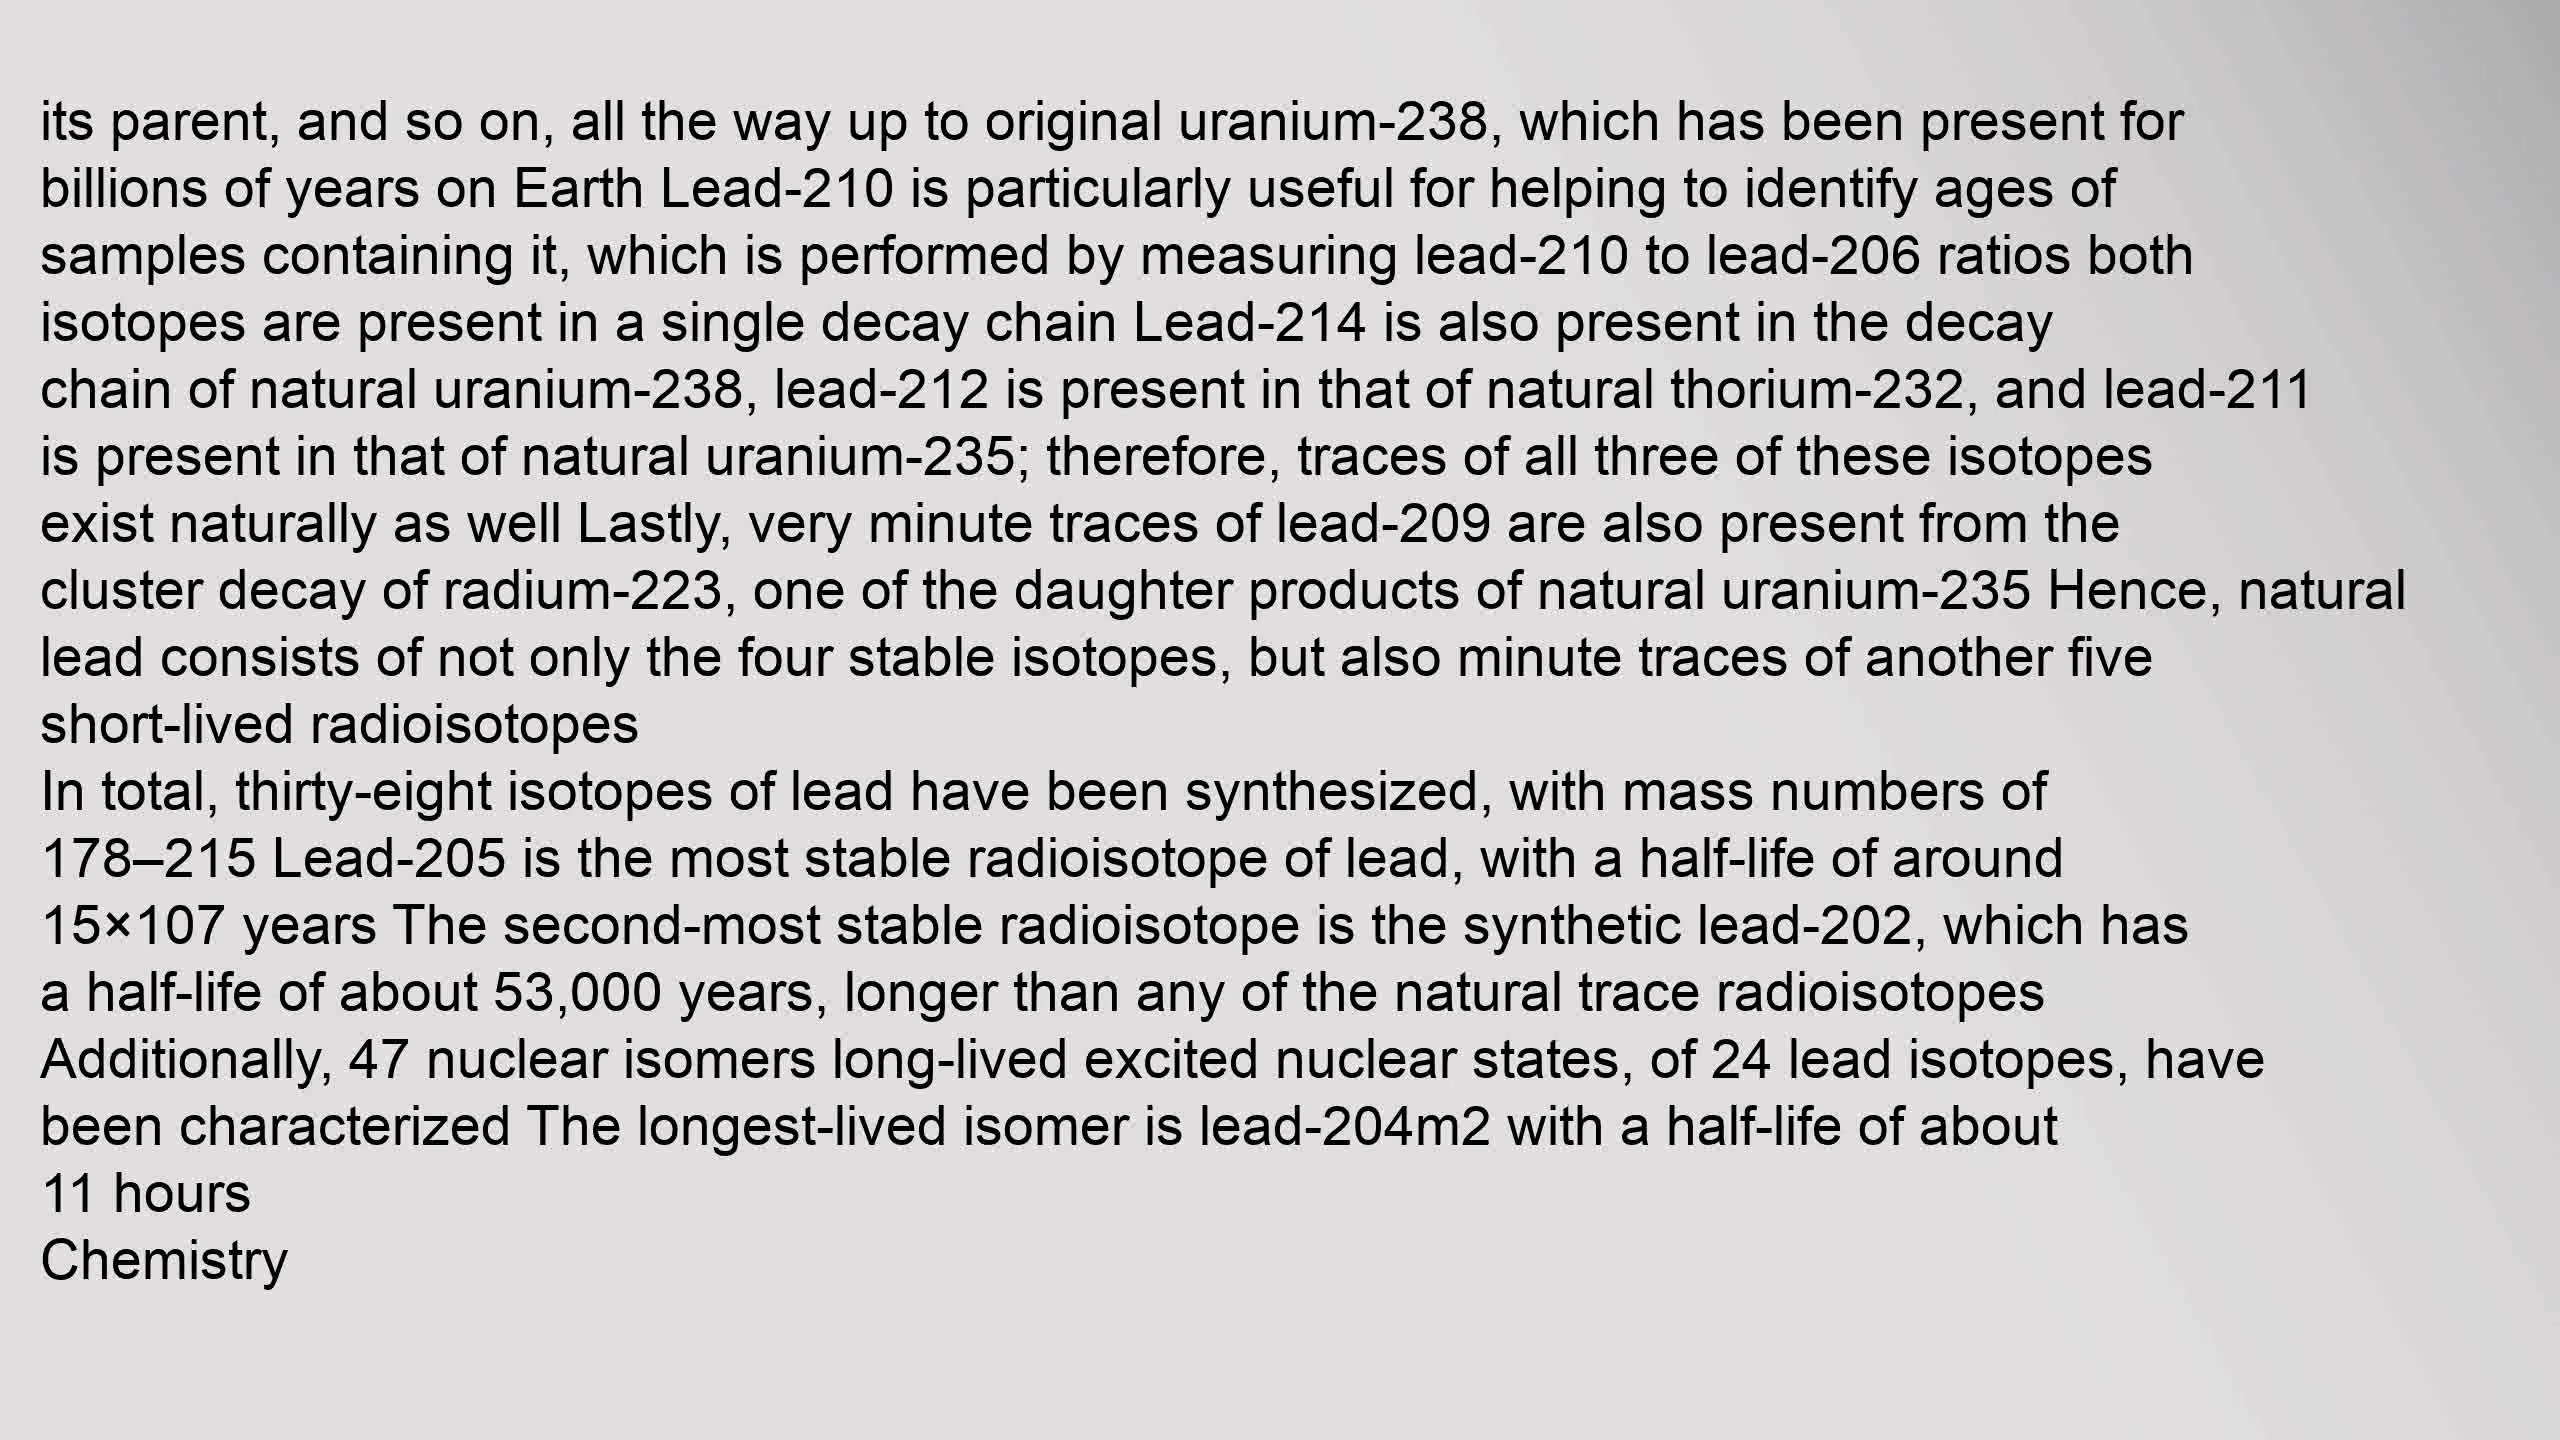 its parent, and so on, all the way up to original uranium-238, which has been present for
billions of years on Earth Lead-210 is particularly useful for helping to identify ages of
samples containing it, which is performed by measuring lead-210 to lead-206 ratios both
isotopes are present in a single decay chain Lead-214 is also present in the decay
chain of natural uranium-238, lead-212 is present in that of natural thorium-232, and lead-211
is present in that of natural uranium-235; therefore, traces of all three of these isotopes
exist naturally as well Lastly, very minute traces of lead-209 are also present from the
cluster decay of radium-223, one of the daughter products of natural uranium-235 Hence, natural
lead consists of not only the four stable isotopes, but also minute traces of another five
short-lived radioisotopes
In total, thirty-eight isotopes of lead have been synthesized, with mass numbers of
178–215 Lead-205 is the most stable radioisotope of lead, with a half-life of around
15×107 years The second-most stable radioisotope is the synthetic lead-202, which has
a half-life of about 53,000 years, longer than any of the natural trace radioisotopes
Additionally, 47 nuclear isomers long-lived excited nuclear states, of 24 lead isotopes, have
been characterized The longest-lived isomer is lead-204m2 with a half-life of about
11 hours
Chemistry